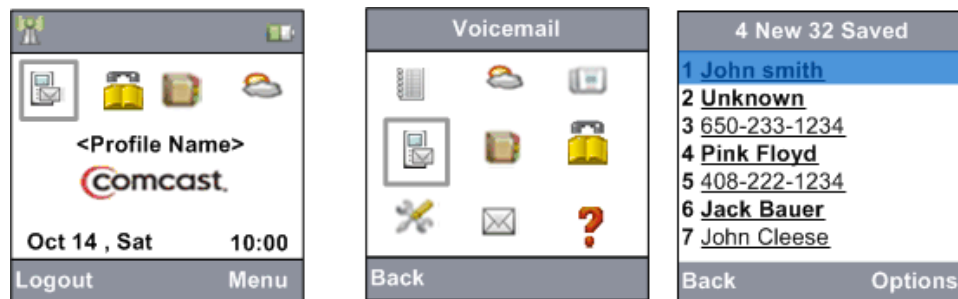 <Profile Name>
Comcast.
Oct 14 , Sat 10:00
Logout Menu
Voicemail
Back
4 New 32 Saved
1 John smith
2 Unknown
3 650-233-1234
4 Pink Floyd
5 408-222-1234
6 Jack Bauer
7 John Cleese
Back Options